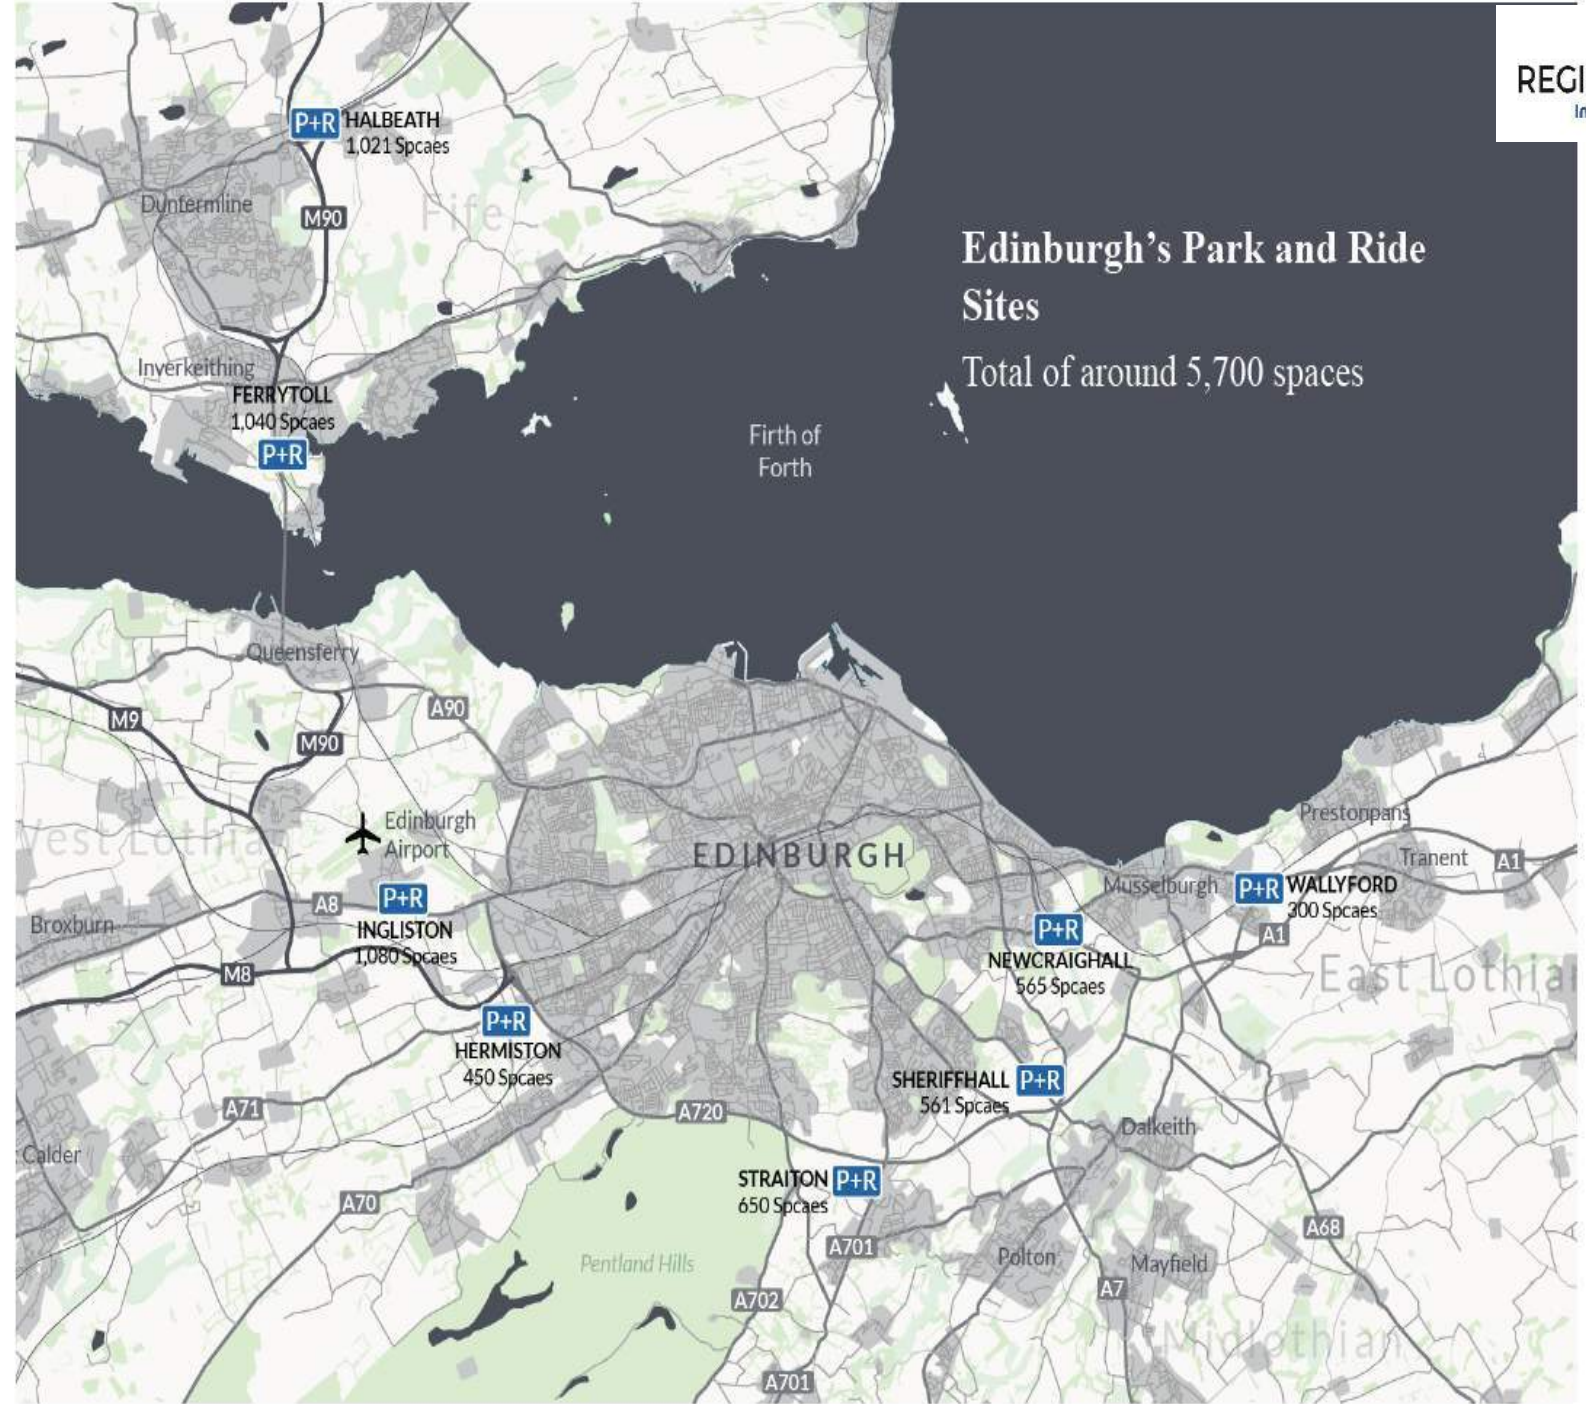 REGI
In
P+R HALBEATH
1,021 Spcaes
Dunfermline
M90
Fife
Edinburgh's Park and Ride
Sites
Total of around 5,700 spaces
Inverkeithing
FERRYTOLL
1,040 Spcaes
P+R
Firth of
Forth
Queensferry
A90
M9
M90
Edinburgh
Airport
West Lothia
EDINBURGH
Prestonpans
Tranent
A1
Musselburgh
P+R WALLYFORD
300 Spcaes
A1
P+R
A8
INGLISTON
1,080 Spcaes
Broxburn
M8
P+R
NEWCRAIGHALL
565 Spcaes
East Lothian
P+R
HERMISTON
450 Spcaes
SHERIFFHALL P+R
561 Spcaes
A71
A720
Dalkeith
Calder
STRAITON P+R
650 Spcaes
A70
A701
A68
Pentland Hills
Polton
Mayfield
A702
A7
Midlothian
A701